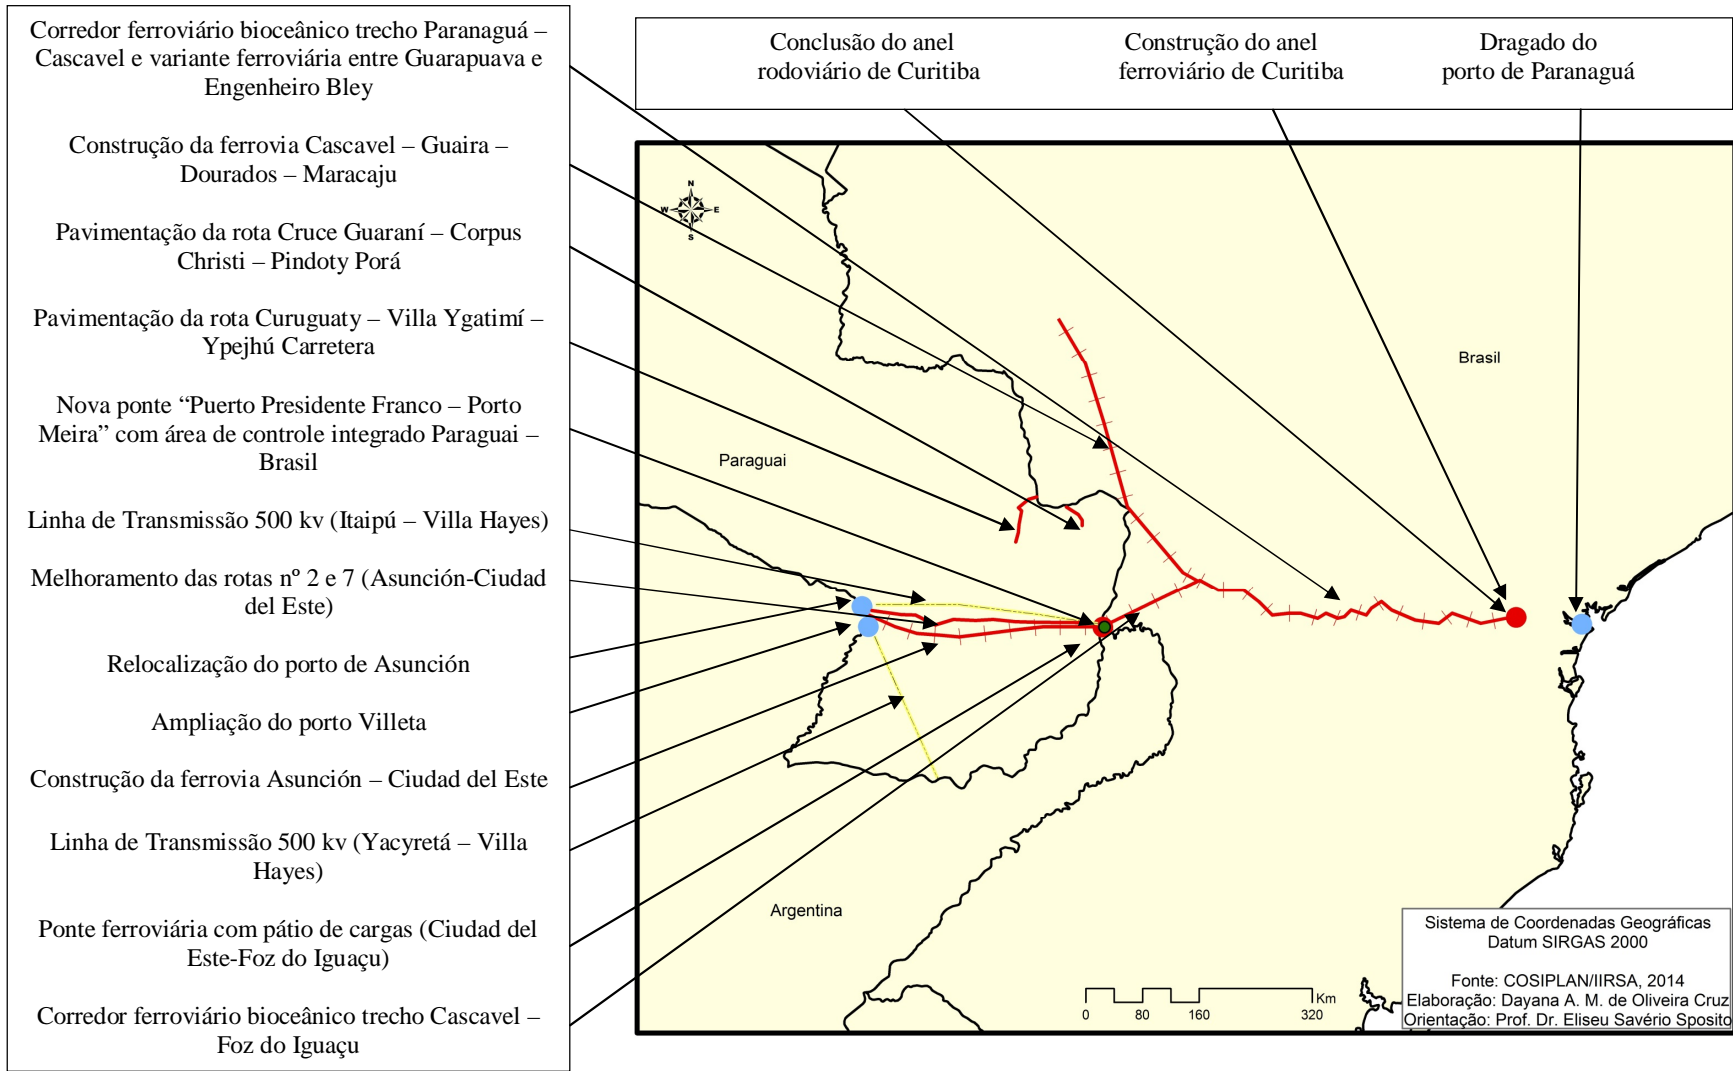 Corredor ferroviário bioceânico trecho Paranaguá –
Cascavel e variante ferroviária entre Guarapuava e
Engenheiro Bley
Construção da ferrovia Cascavel – Guaira –
Dourados – Maracaju
Pavimentação da rota Cruce Guaraní – Corpus
Christi – Pindoty Porá
Pavimentação da rota Curuguaty – Villa Ygatimí –
Ypejhú Carretera
Nova ponte “Puerto Presidente Franco – Porto
Meira” com área de controle integrado Paraguai –
Brasil
Linha de Transmissão 500 kv (Itaipú – Villa Hayes)
Melhoramento das rotas nº 2 e 7 (Asunción-Ciudad
del Este)
Relocalização do porto de Asunción
Ampliação do porto Villeta
Construção da ferrovia Asunción – Ciudad del Este
Linha de Transmissão 500 kv (Yacyretá – Villa
Hayes)
Ponte ferroviária com pátio de cargas (Ciudad del
Este-Foz do Iguaçu)
Corredor ferroviário bioceânico trecho Cascavel –
Foz do Iguaçu
Conclusão do anel
rodoviário de Curitiba
Construção do anel
ferroviário de Curitiba
Dragado do
porto de Paranaguá
N
W E
S
Brasil
Paraguai
Argentina
Km
0 80 160 320
Sistema de Coordenadas Geográficas
Datum SIRGAS 2000
Fonte: COSIPLAN/IIRSA, 2014
Elaboração: Dayana A. M. de Oliveira Cruz
Orientação: Prof. Dr. Eliseu Savério Sposito